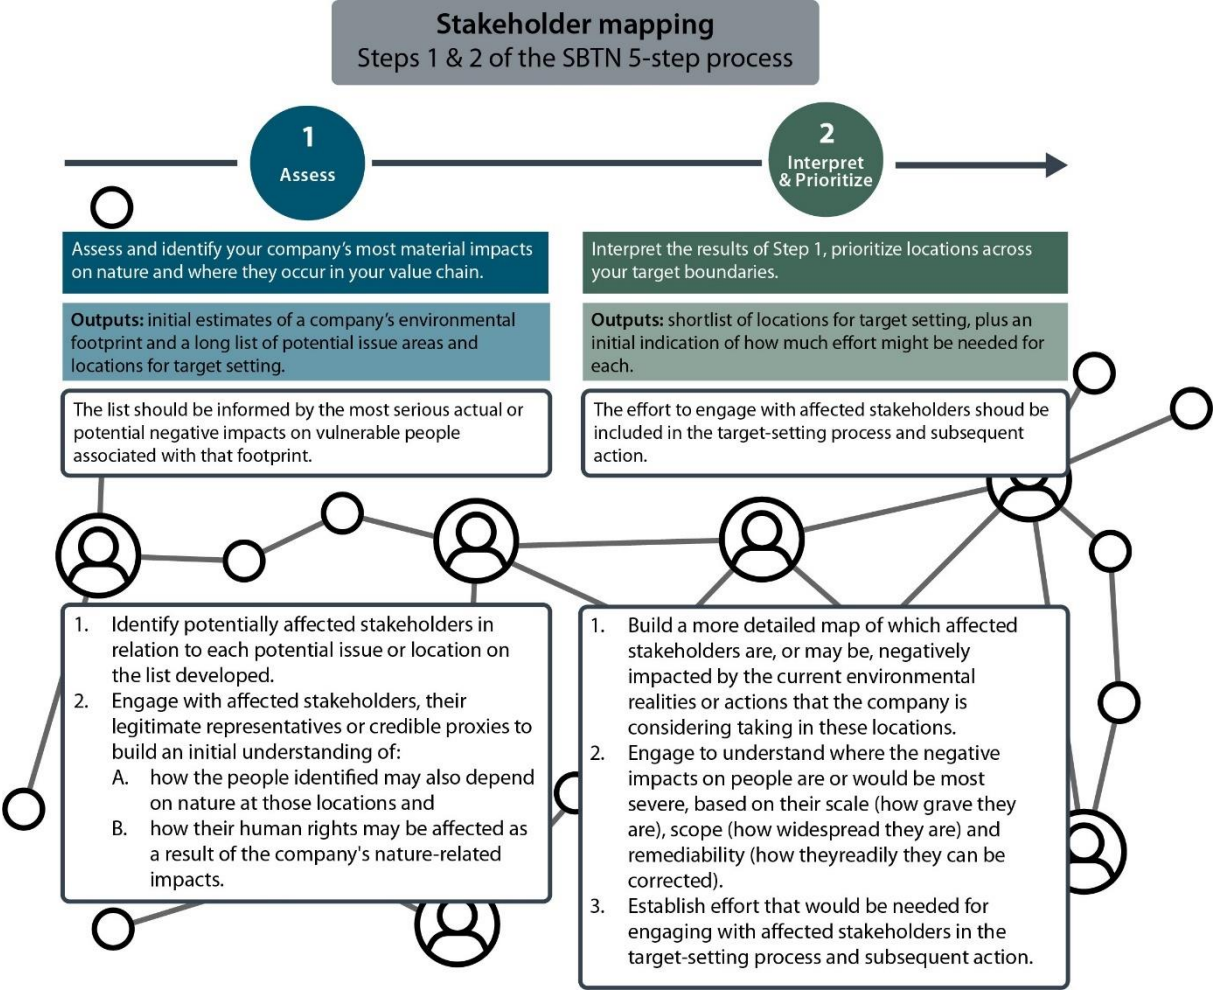 Stakeholder mapping
Steps 1 & 2 of the SBTN 5-step process
1
Assess
2
Interpret
& Prioritize
Assess and identify your company’s most material impacts
on nature and where they occur in your value chain.
Outputs: initial estimates of a company’s environmental
footprint and a long list of potential issue areas and
locations for target setting.
The list should be informed by the most serious actual or
potential negative impacts on vulnerable people
associated with that footprint.
1. Identify potentially affected stakeholders in
relation to each potential issue or location on
the list developed.
2. Engage with affected stakeholders, their
legitimate representatives or credible proxies to
build an initial understanding of:
A. how the people identified may also depend
on nature at those locations and
B. how their human rights may be affected as
a result of the company's nature-related
impacts.
Interpret the results of Step 1, prioritize locations across
your target boundaries.
Outputs: shortlist of locations for target setting, plus an
initial indication of how much effort might be needed for
each.
The effort to engage with affected stakeholders shoud be
included in the target-setting process and subsequent
action.
1. Build a more detailed map of which affected
stakeholders are, or may be, negatively
impacted by the current environmental
realities or actions that the company is
considering taking in these locations.
2. Engage to understand where the negative
impacts on people are or would be most
severe, based on their scale (how grave they
are), scope (how widespread they are) and
remediability (how theyreadily they can be
corrected).
3. Establish effort that would be needed for
engaging with affected stakeholders in the
target-setting process and subsequent action.